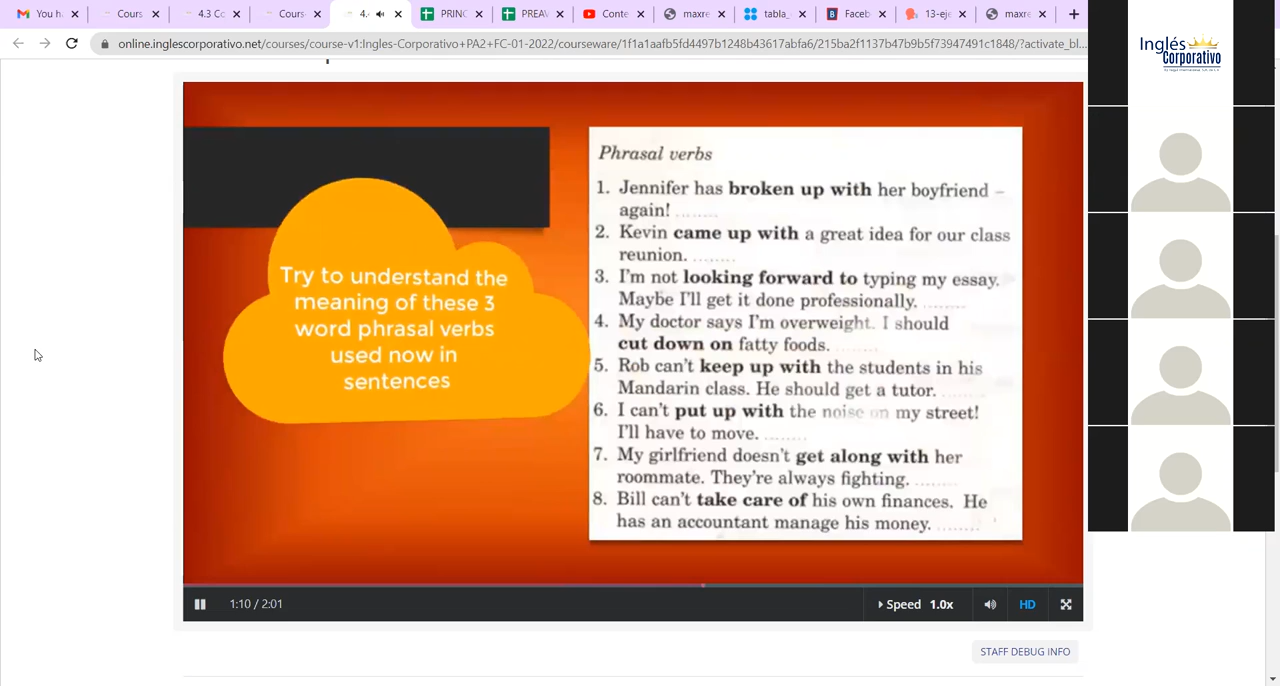 You h
Cours
4.3 Co
Cours
4.
PRINC
PREAV
Conte
maxre
tabla_
Faceb
13-eje
maxre
online.inglescorporativo.net/courses/course-v1:Ingles-Corporativo+PA2+FC-01-2022/courseware/1f1a1aafb5fd4497b1248b43617abfa6/215ba2f1137b47b9b5f73947491c1848/?activate_bl...
Inglés
Corporativo
Try to understand the
meaning of these 3
word phrasal verbs
used now in
sentences
Phrasal verbs
1. Jennifer has broken up with her boyfriend –
again! ........
2. Kevin came up with a great idea for our class
reunion. ........
3. I'm not looking forward to typing my essay.
Maybe I'll get it done professionally. ........
4. My doctor says I'm overweight. I should
cut down on fatty foods. ........
5. Rob can't keep up with the students in his
Mandarin class. He should get a tutor. ........
6. I can't put up with the noise on my street!
I'll have to move. ........
7. My girlfriend doesn't get along with her
roommate. They're always fighting. ........
8. Bill can't take care of his own finances. He
has an accountant manage his money. ........
1:10 / 2:01
Speed 1.0x
HD
STAFF DEBUG INFO